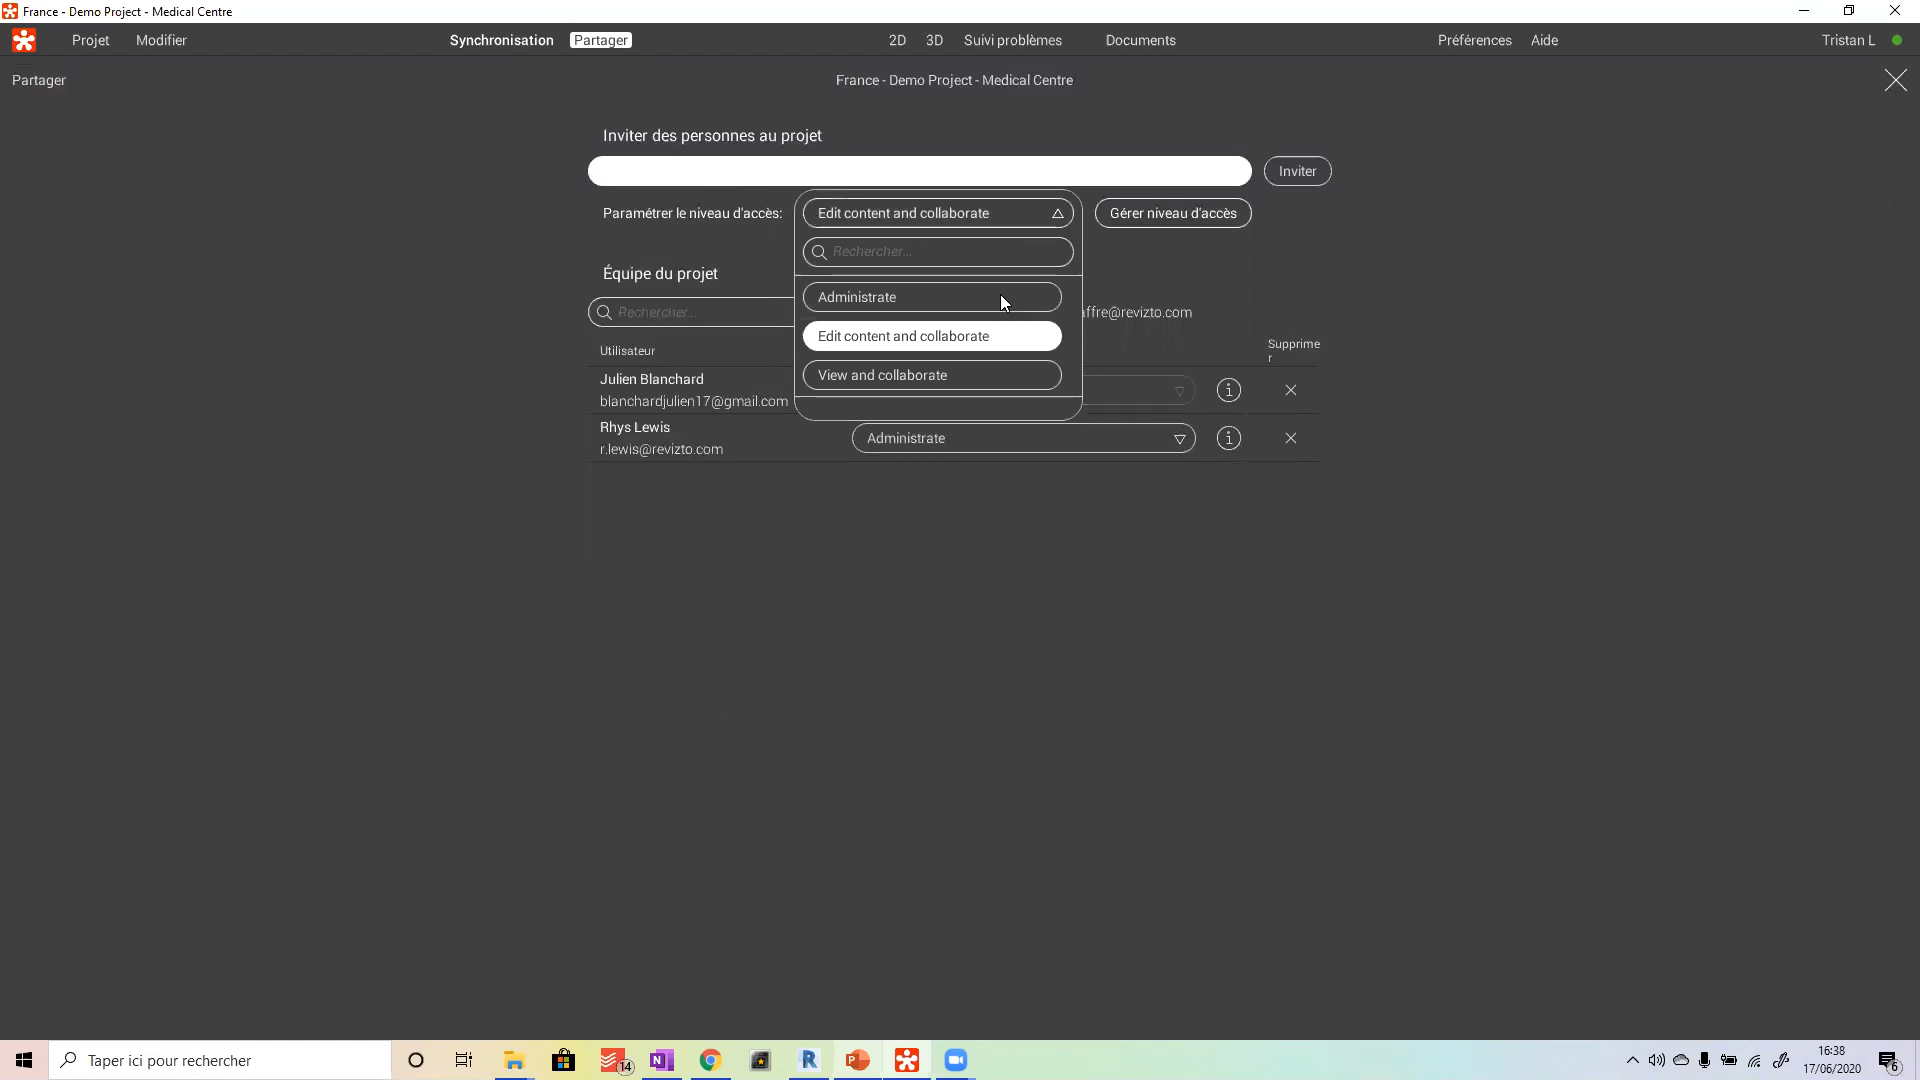 France - Demo Project - Medical Centre
Projet Modifier Synchronisation Partager 2D 3D Suivi problèmes Documents Préférences Aide Tristan L
Partager France - Demo Project - Medical Centre
Inviter des personnes au projet
Inviter
Paramétrer le niveau d'accès: Edit content and collaborate Gérer niveau d'accès
Rechercher...
Équipe du projet
Administrate
Rechercher... affre@revizto.com
Edit content and collaborate
Utilisateur Supprime
r
View and collaborate
Julien Blanchard
blanchardjulien17@gmail.com
Rhys Lewis
Administrate
r.lewis@revizto.com
Taper ici pour rechercher
14
16:38
17/06/2020
6